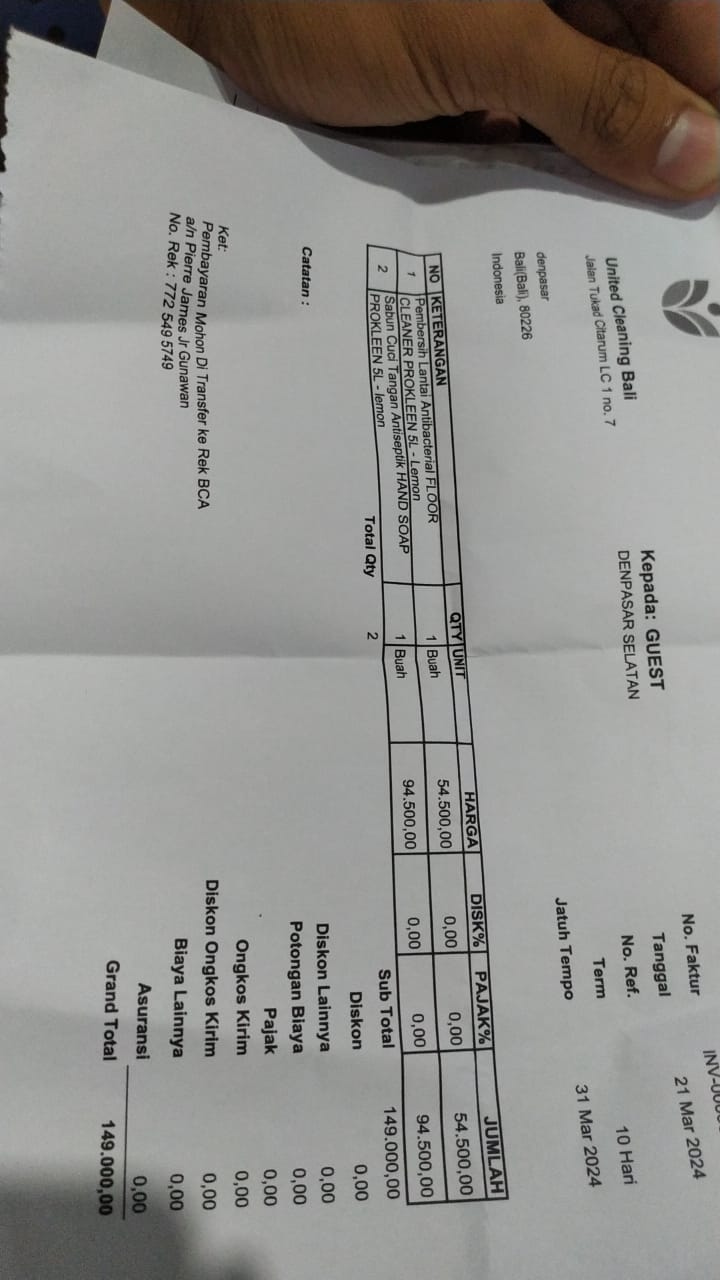 United Cleaning Bali
Jalan Tukad Citarum LC 1 no. 7
denpasar
Bali(Bali), 80226
Indonesia
Kepada: GUEST
DENPASAR SELATAN
No. Faktur
Tanggal 21 Mar 2024
No. Ref.
Term 10 Hari
Jatuh Tempo 31 Mar 2024
NO KETERANGAN QTY UNIT HARGA DISK% PAJAK% JUMLAH
1 Pembersih Lantai Antibacterial FLOOR 1 Buah 54.500,00 0,00 0,00 54.500,00
CLEANER PROKLEEN 5L - Lemon
2 Sabun Cuci Tangan Antiseptik HAND SOAP 1 Buah 94.500,00 0,00 0,00 94.500,00
PROKLEEN 5L - lemon
Total Qty 2
Sub Total 149.000,00
Diskon 0,00
Diskon Lainnya 0,00
Potongan Biaya 0,00
Pajak 0,00
Ongkos Kirim 0,00
Diskon Ongkos Kirim 0,00
Biaya Lainnya 0,00
Asuransi 0,00
Grand Total 149.000,00
Catatan :
Ket:
Pembayaran Mohon Di Transfer ke Rek BCA
a/n Pierre James Jr Gunawan
No. Rek : 772 549 5749